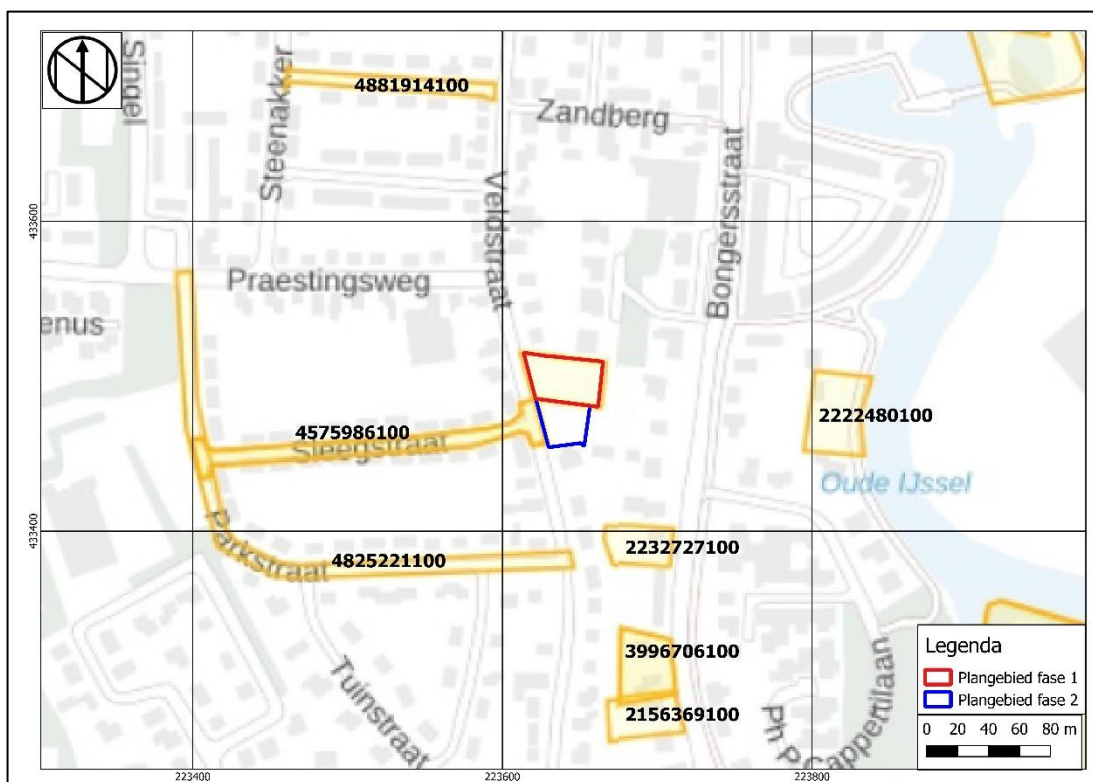 Singel
Steenakker
4881914100
Zandberg
Veldstraat
Bongersstraat
433600
Praestingsweg
enus
4575986100
Sleegstraat
2222480100
Oude IJssel
433400
Parkstraat
4825221100
2232727100
3996706100
2156369100
Tuinstraat
Ph P Cappertilaan
Legenda
Plangebied fase 1
Plangebied fase 2
0 20 40 60 80 m
223400
223600
223800